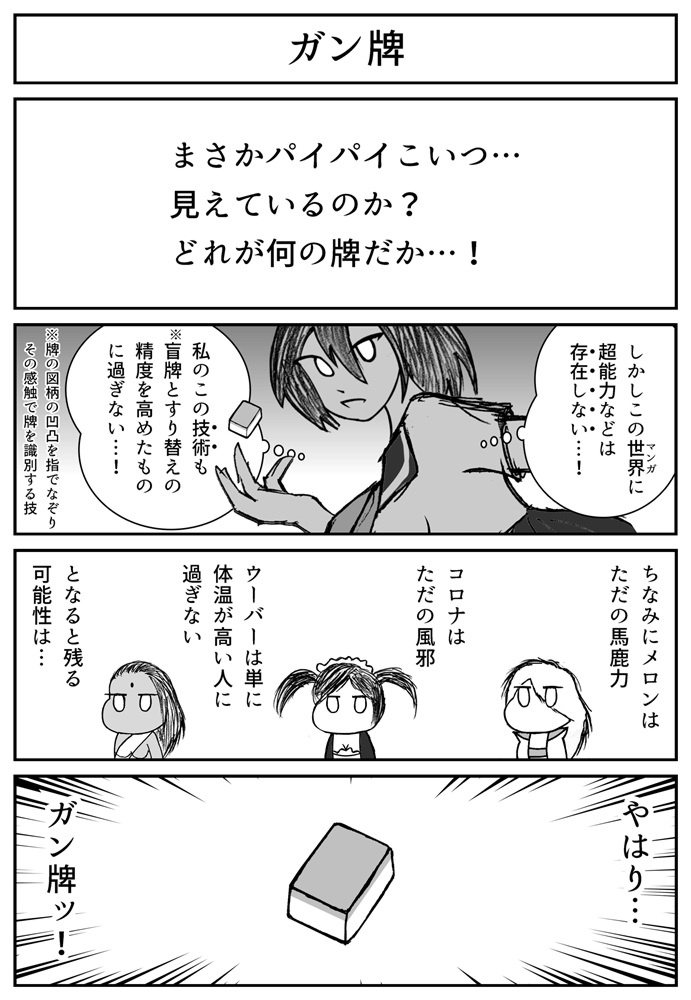 ガン牌
まさかパイパイこいつ…
見えているのか？
どれが何の牌だか…！
しかしこの世界に
マンガ
超能力などは
存在しない…！
私のこの技術も
※盲牌とすり替えの
精度を高めたもの
に過ぎない…！
※牌の図柄の凹凸を指でなぞり
その感触で牌を識別する技
ちなみにメロンは
ただの馬鹿力
コロナは
ただの風邪
ウーバーは単に
体温が高い人に
過ぎない
となると残る
可能性は…
やはり…
ガン牌ッ！